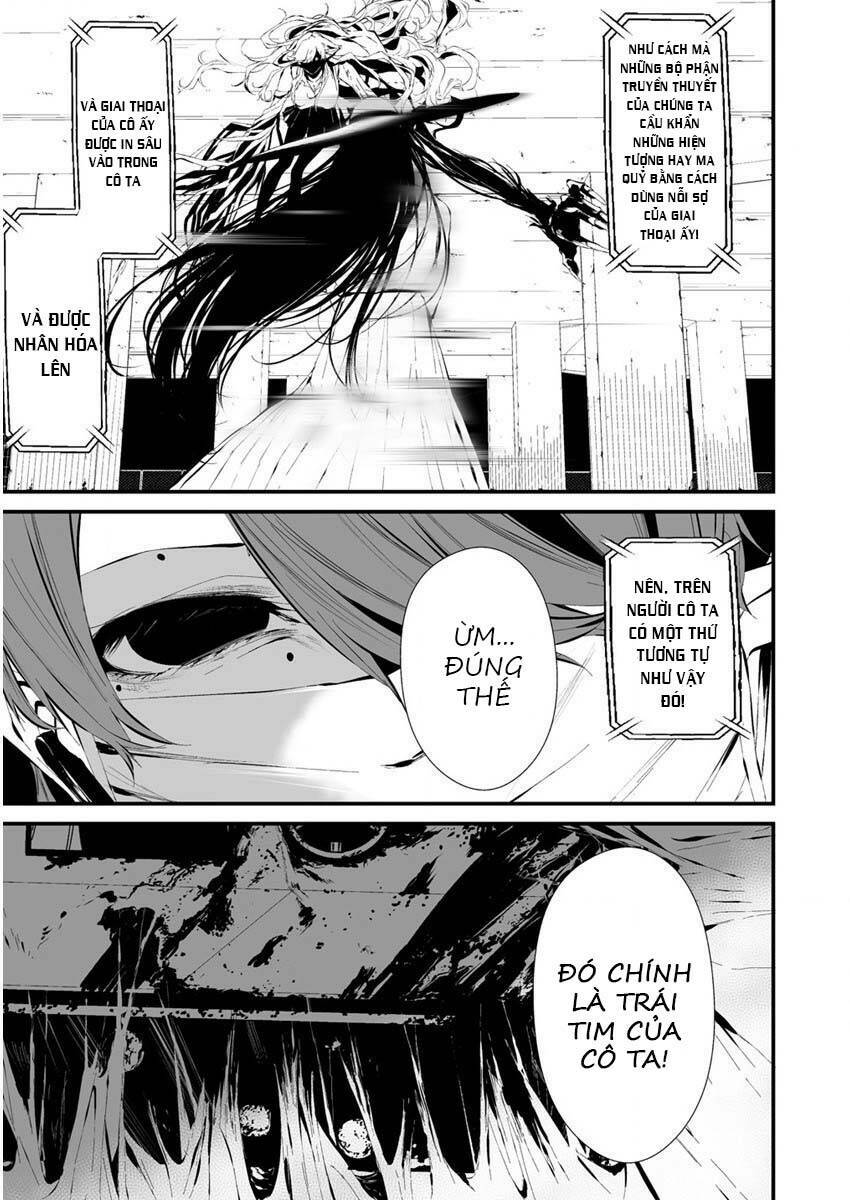 NHƯ CÁCH MÀ
NHỮNG BỘ PHẬN
TRUYỀN THUYẾT
CỦA CHÚNG TA
CẦU KHẨN
NHỮNG HIỆN
TƯỢNG HAY MA
QUỶ BẰNG CÁCH
DÙNG NỖI SỢ
CỦA GIAI
THOẠI ẤY!
VÀ GIAI THOẠI
CỦA CÔ ẤY
ĐƯỢC IN SÂU
VÀO TRONG
CÔ TA
VÀ ĐƯỢC
NHÂN HÓA
LÊN
NÊN, TRÊN
NGƯỜI CÔ TA
CÓ MỘT THỨ
TƯƠNG TỰ
NHƯ VẬY
ĐÓ!
ỪM...
ĐÚNG
THẾ
ĐÓ CHÍNH
LÀ TRÁI
TIM CỦA
CÔ TA!